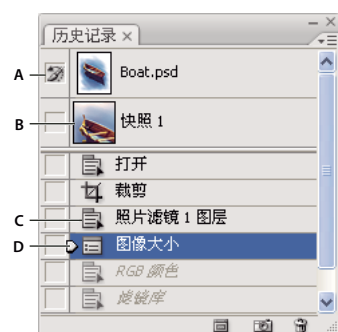 历史记录 ×
A
Boat.psd
B
快照 1
打开
裁剪
C
照片滤镜 1 图层
D
图像大小
RGB 颜色
滤镜库